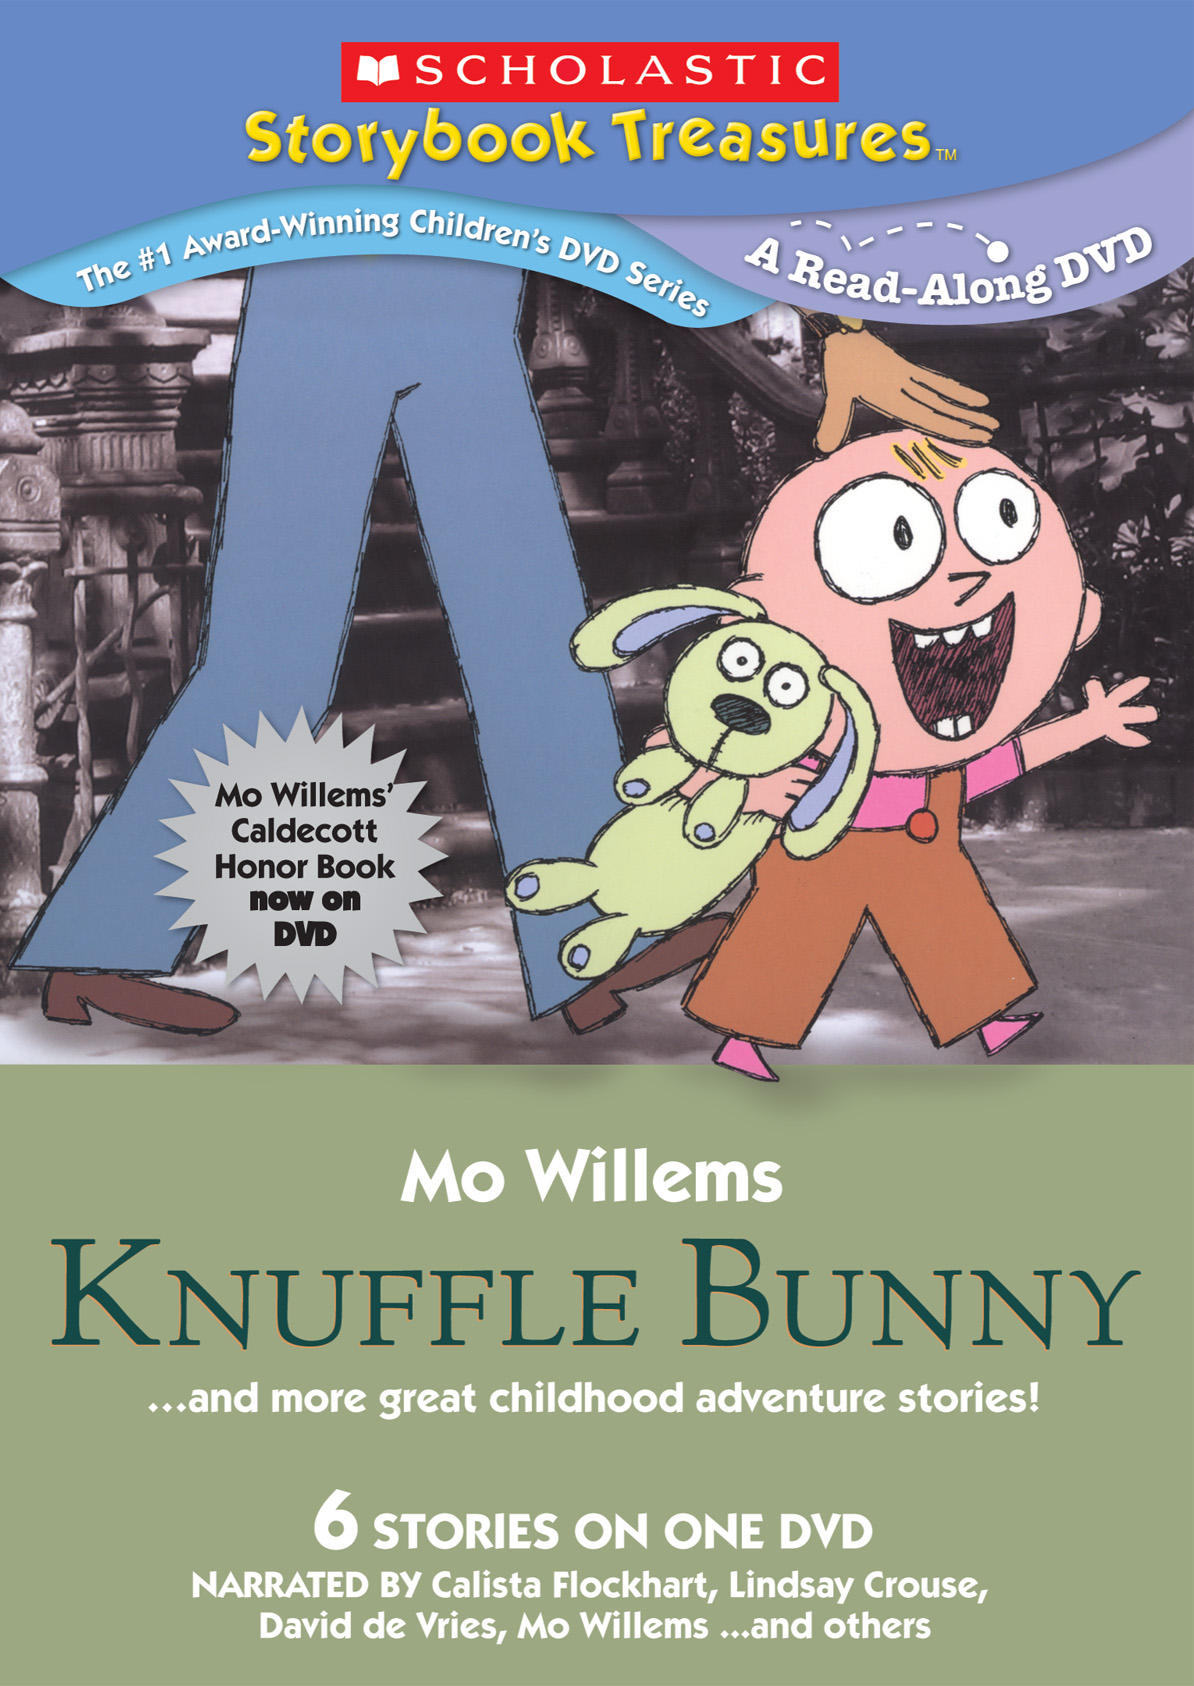 SCHOLASTIC
Storybook Treasures™
The #1 Award-Winning Children's DVD Series
A Read-Along DVD
Mo Willems'
Caldecott
Honor Book
now on
DVD
Mo Willems
KNUFFLE BUNNY
...and more great childhood adventure stories!
6 STORIES ON ONE DVD
NARRATED BY Calista Flockhart, Lindsay Crouse,
David de Vries, Mo Willems ...and others